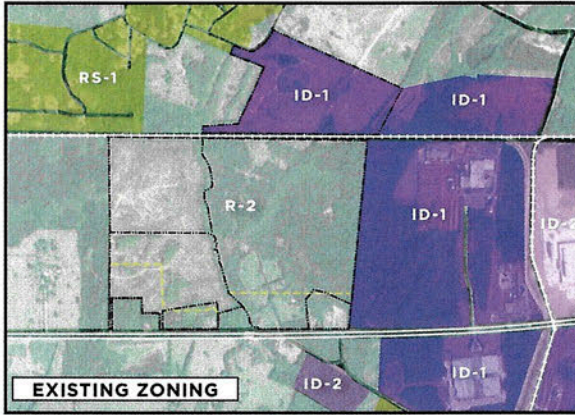 RS-1
ID-1
ID-1
R-2
ID-1
ID-2
ID-2
ID-1
EXISTING ZONING